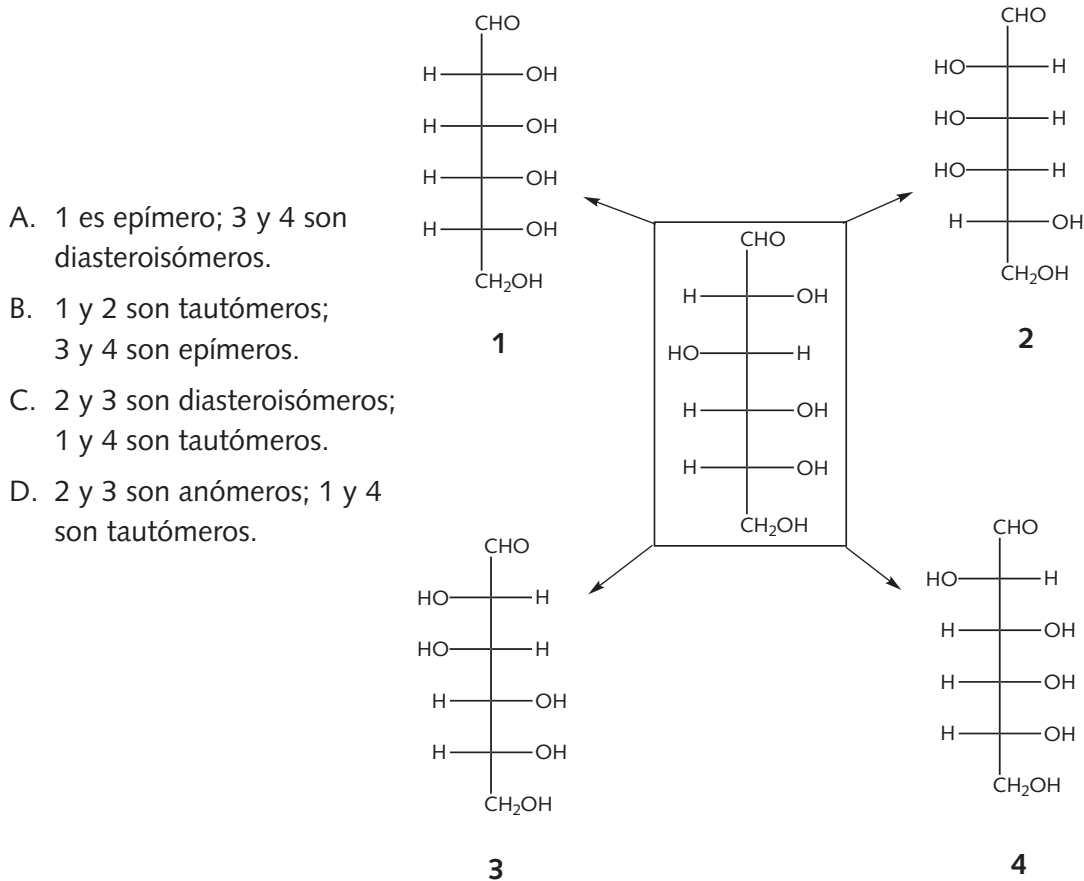 A. 1 es epímero; 3 y 4 son
diasteroisómeros.
B. 1 y 2 son tautómeros;
3 y 4 son epímeros.
C. 2 y 3 son diasteroisómeros;
1 y 4 son tautómeros.
D. 2 y 3 son anómeros; 1 y 4
son tautómeros.
CHO
H OH
H OH
H OH
H OH
CH₂OH
1
CHO
HO H
HO H
HO H
H OH
CH₂OH
2
CHO
H OH
HO H
H OH
H OH
CH₂OH
CHO
HO H
HO H
H OH
H OH
CH₂OH
3
CHO
HO H
H OH
H OH
H OH
CH₂OH
4